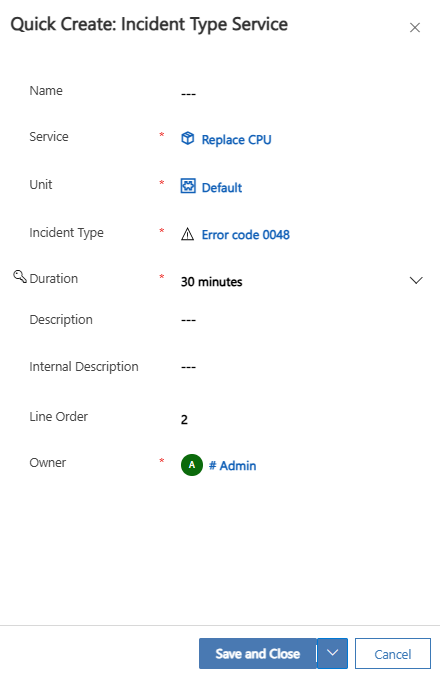 Quick Create: Incident Type Service
Name ---
Service * Replace CPU
Unit * Default
Incident Type * Error code 0048
Duration * 30 minutes
Description ---
Internal Description ---
Line Order 2
Owner * A # Admin
Save and Close Cancel